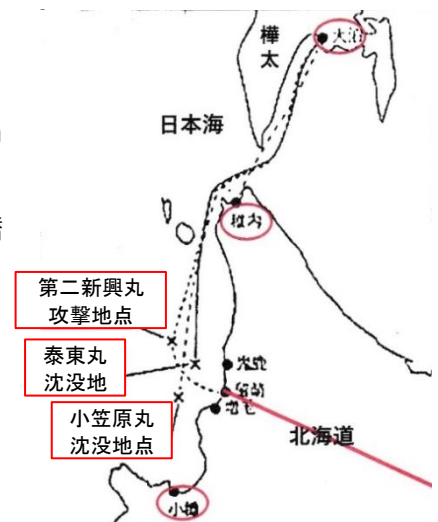 樺
太
大泊
日本海
稚内
第二新興丸
攻撃地点
泰東丸
沈没地
小笠原丸
沈没地点
留萌
増毛
北海道
小樽